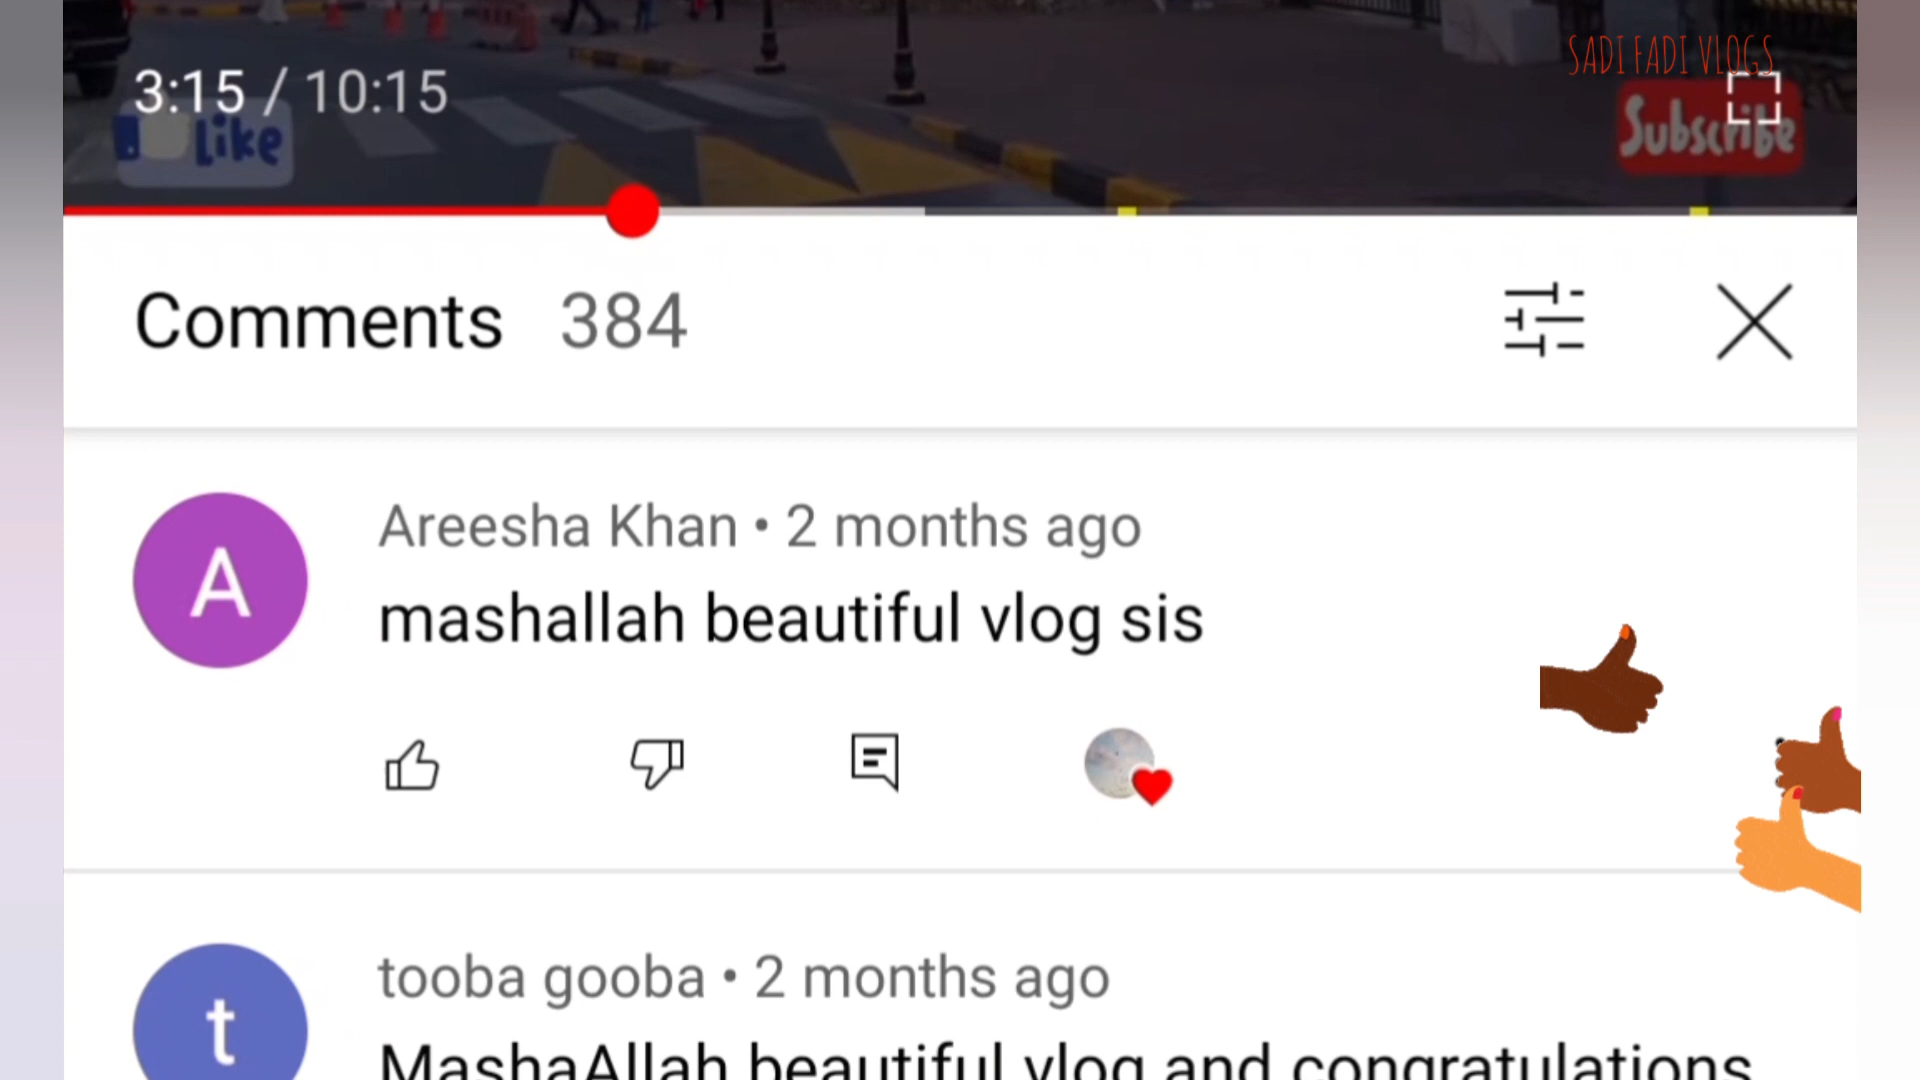 SADI FADI VLOGS
3:15 / 10:15
Like
Subscribe
Comments 384
A
Areesha Khan • 2 months ago
mashallah beautiful vlog sis
t
tooba gooba • 2 months ago
MashaAllah beautiful vlog and congratulations